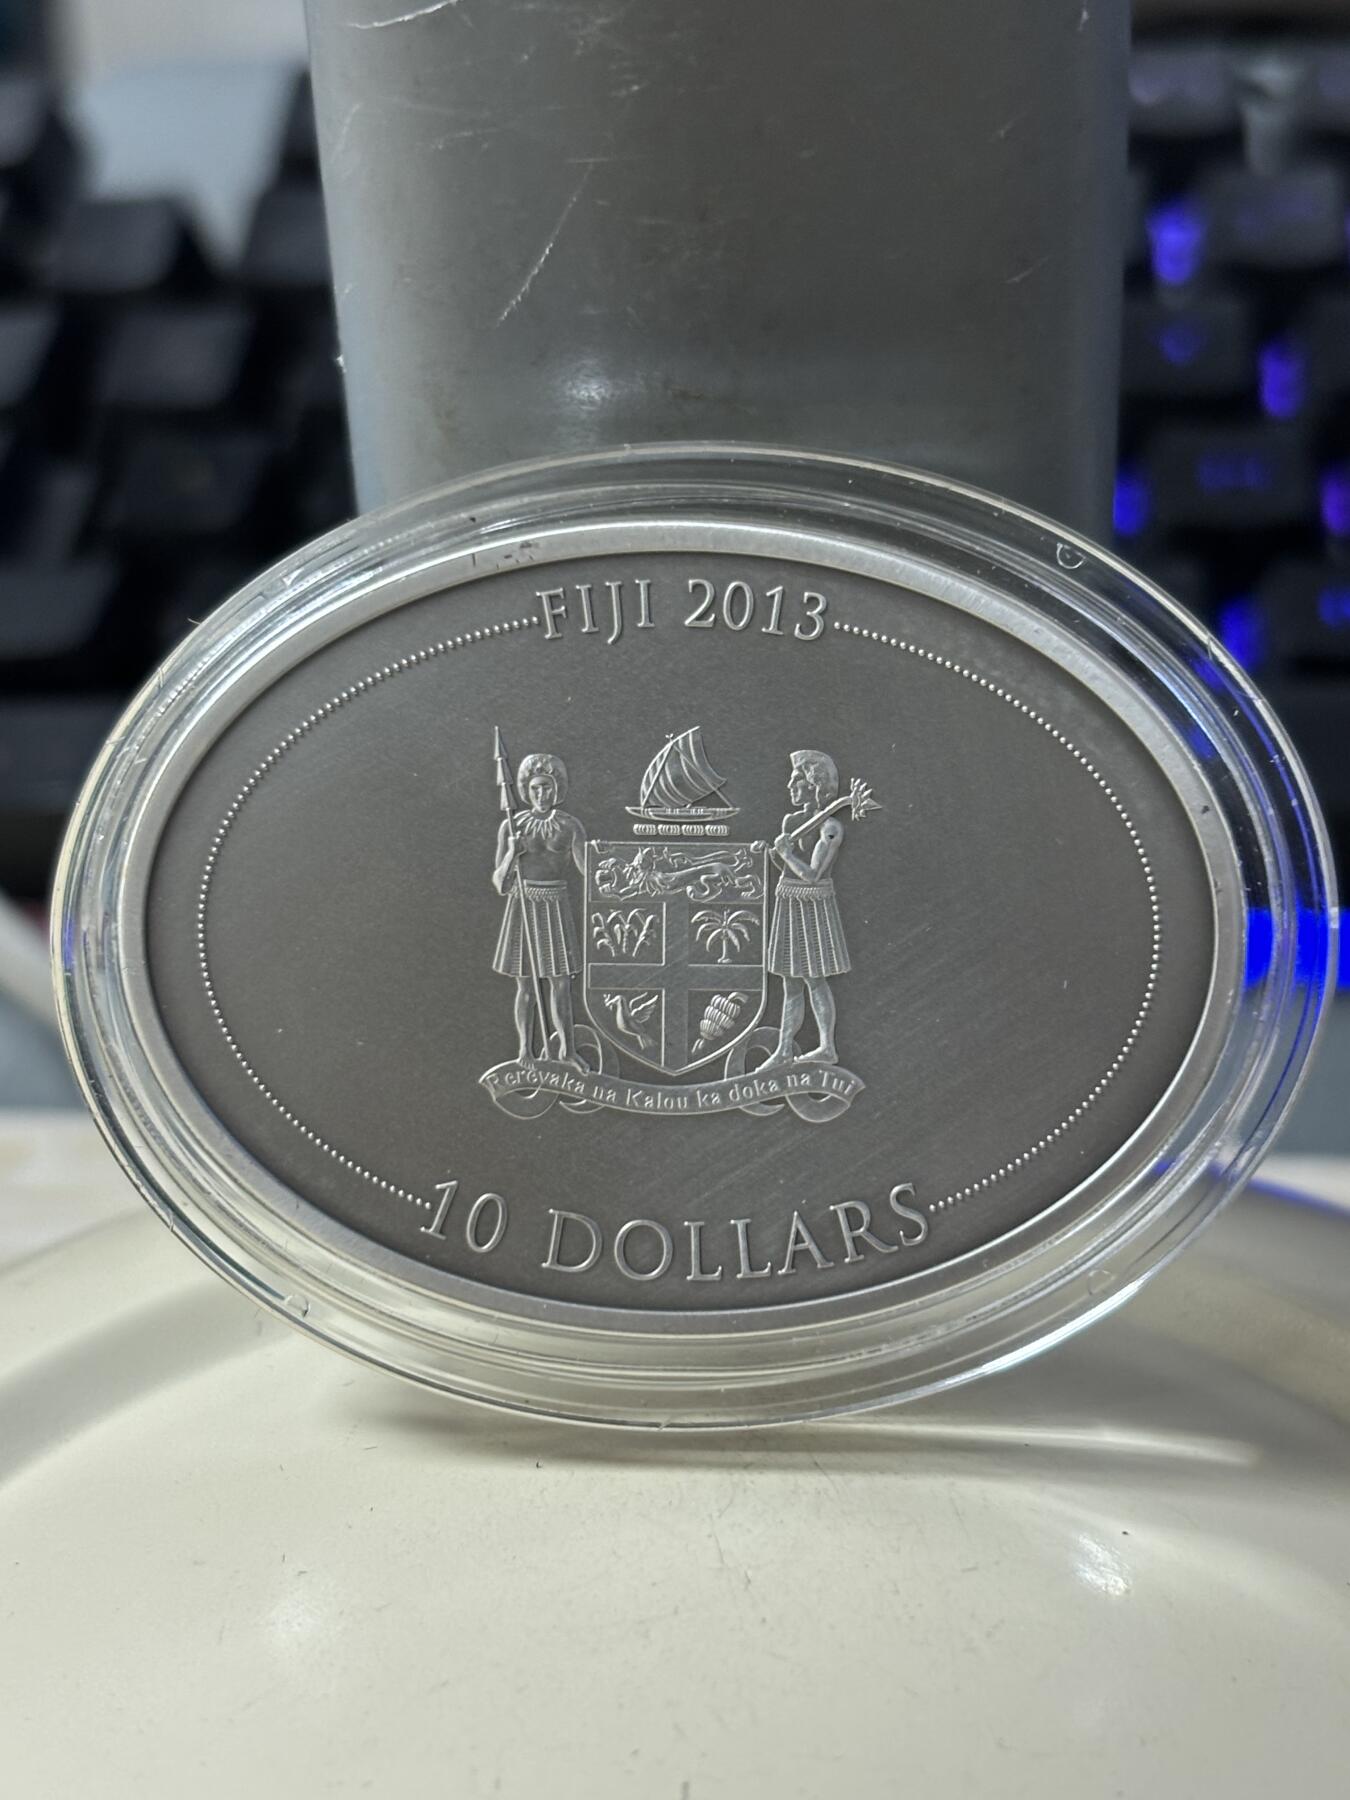 FIJI 2013
Rerevaka na Kalou ka doka na Tui
10 DOLLARS